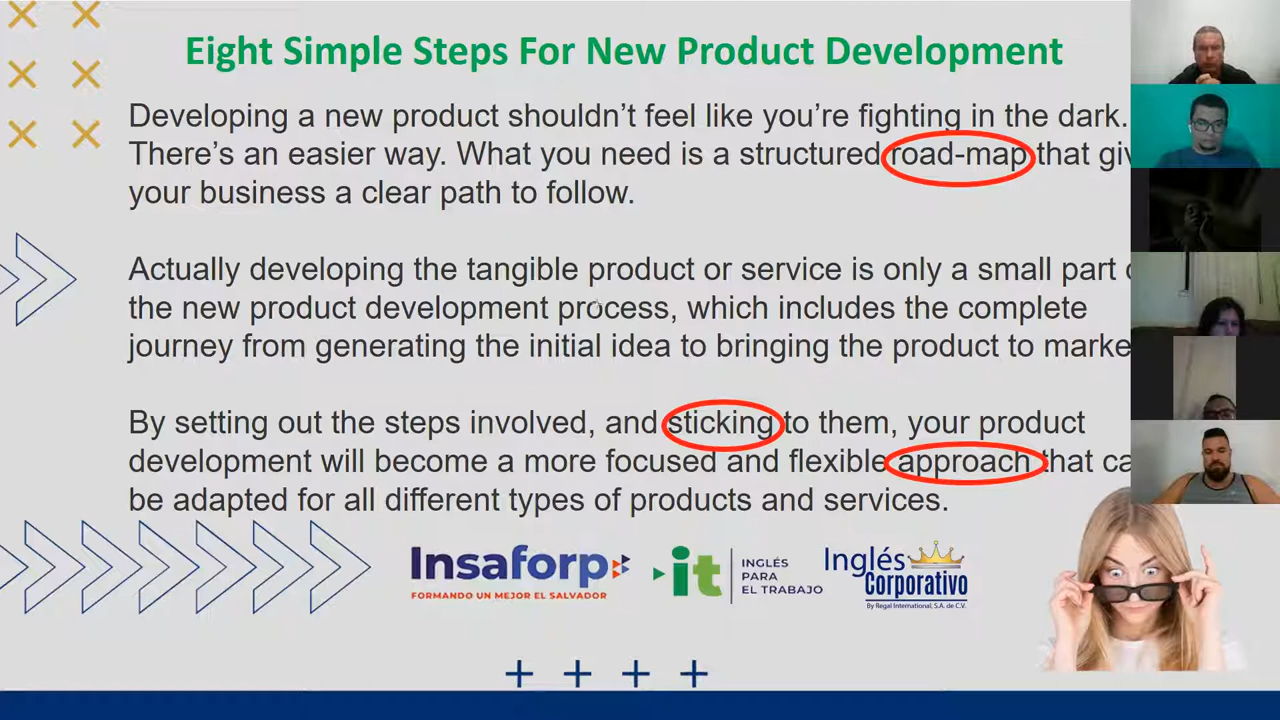 Eight Simple Steps For New Product Development
Developing a new product shouldn’t feel like you’re fighting in the dark.
There’s an easier way. What you need is a structured road-map that
your business a clear path to follow.
Actually developing the tangible product or service is only a small part
the new product development process, which includes the complete
journey from generating the initial idea to bringing the product to
By setting out the steps involved, and sticking to them, your product
development will become a more focused and flexible approach that
be adapted for all different types of products and services.
Insaforp
FORMANDO UN MEJOR EL SALVADOR
it
INGLÉS
PARA
EL TRABAJO
Inglés
Corporativo
By Regal International, S.A. de C.V.